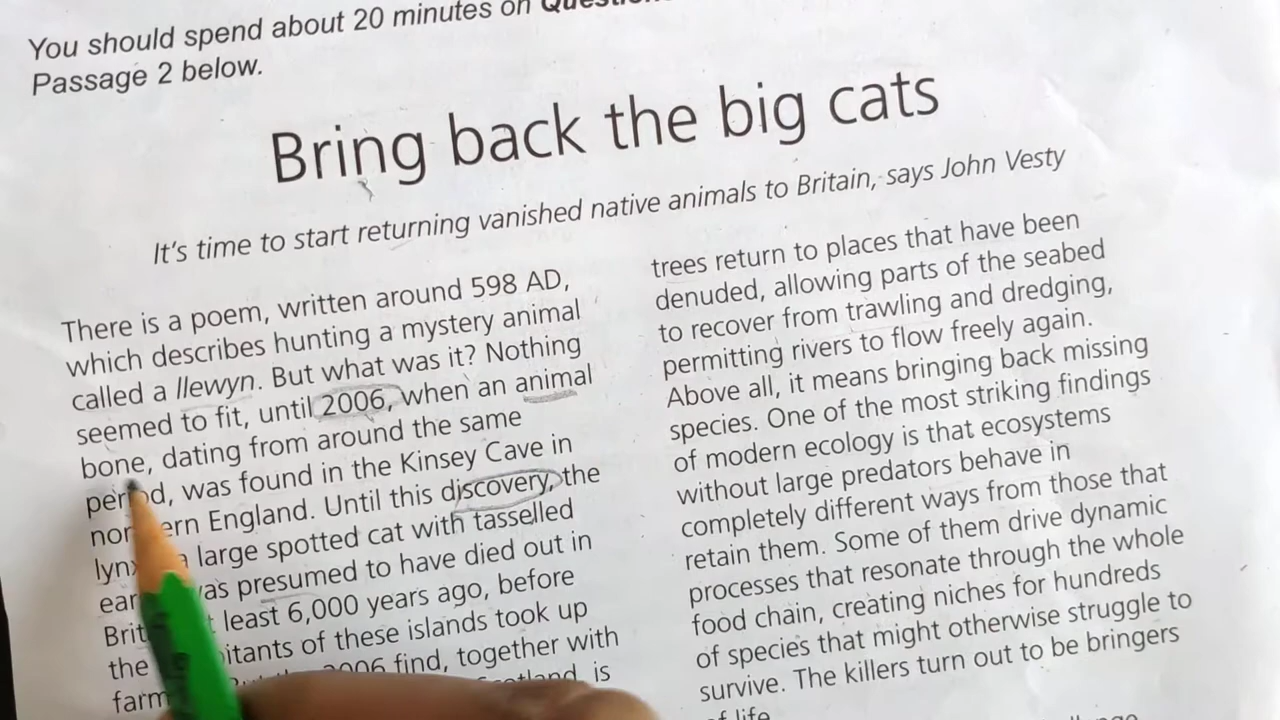 You should spend about 20 minutes on
Passage 2 below.
Bring back the big cats
It's time to start returning vanished native animals to Britain, says John Vesty
There is a poem, written around 598 AD,
which describes hunting a mystery animal
called a llewyn. But what was it? Nothing
seemed to fit, until 2006, when an animal
bone, dating from around the same
period, was found in the Kinsey Cave in
northern England. Until this discovery, the
lynx a large spotted cat with tasselled
was presumed to have died out in
least 6,000 years ago, before
the of these islands took up
2006 find, together with
is
trees return to places that have been
denuded, allowing parts of the seabed
to recover from trawling and dredging,
permitting rivers to flow freely again.
Above all, it means bringing back missing
species. One of the most striking findings
of modern ecology is that ecosystems
without large predators behave in
completely different ways from those that
retain them. Some of them drive dynamic
processes that resonate through the whole
food chain, creating niches for hundreds
of species that might otherwise struggle to
survive. The killers turn out to be bringers
of life